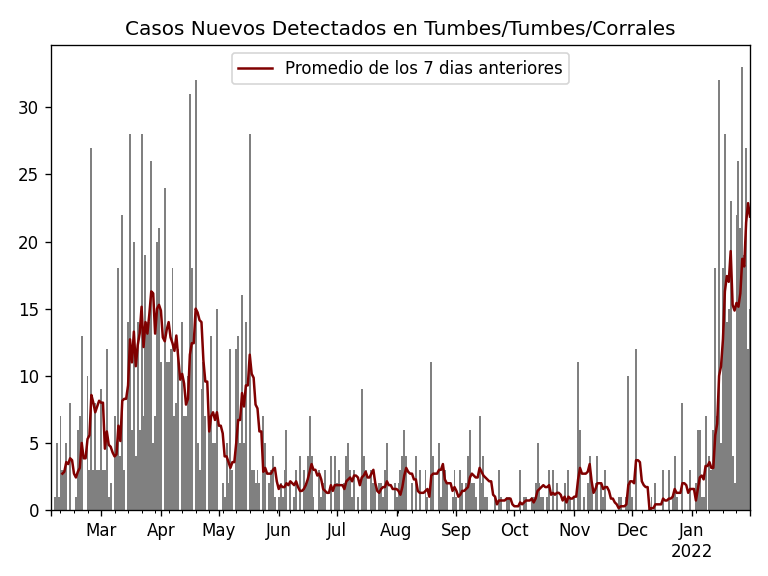 Casos Nuevos Detectados en Tumbes/Tumbes/Corrales
Promedio de los 7 dias anteriores
30
25
20
15
10
5
0
Mar Apr May Jun Jul Aug Sep Oct Nov Dec Jan
2022